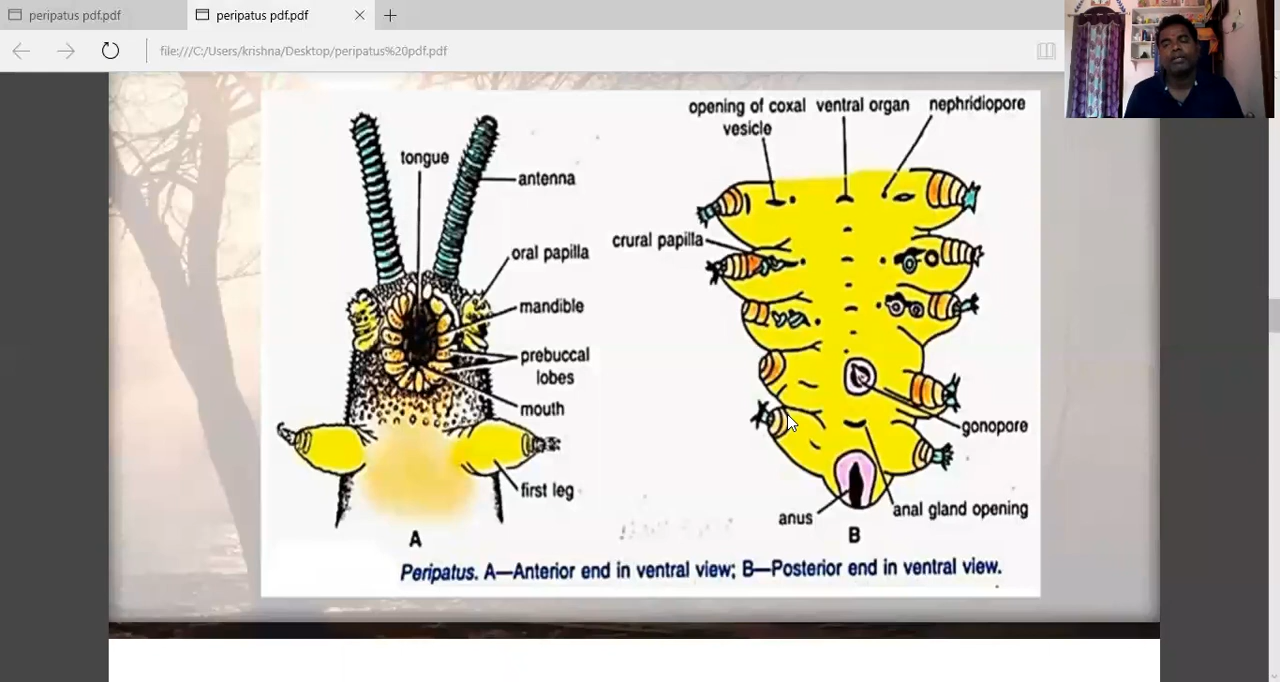 peripatus pdf.pdf
peripatus pdf.pdf
file:///C:/Users/krishna/Desktop/peripatus%20pdf.pdf
tongue
antenna
oral papilla
mandible
prebuccal
lobes
mouth
first leg
A
opening of coxal
vesicle
ventral organ
nephridiopore
crural papilla
gonopore
anus
anal gland opening
B
Peripatus. A—Anterior end in ventral view; B—Posterior end in ventral view.